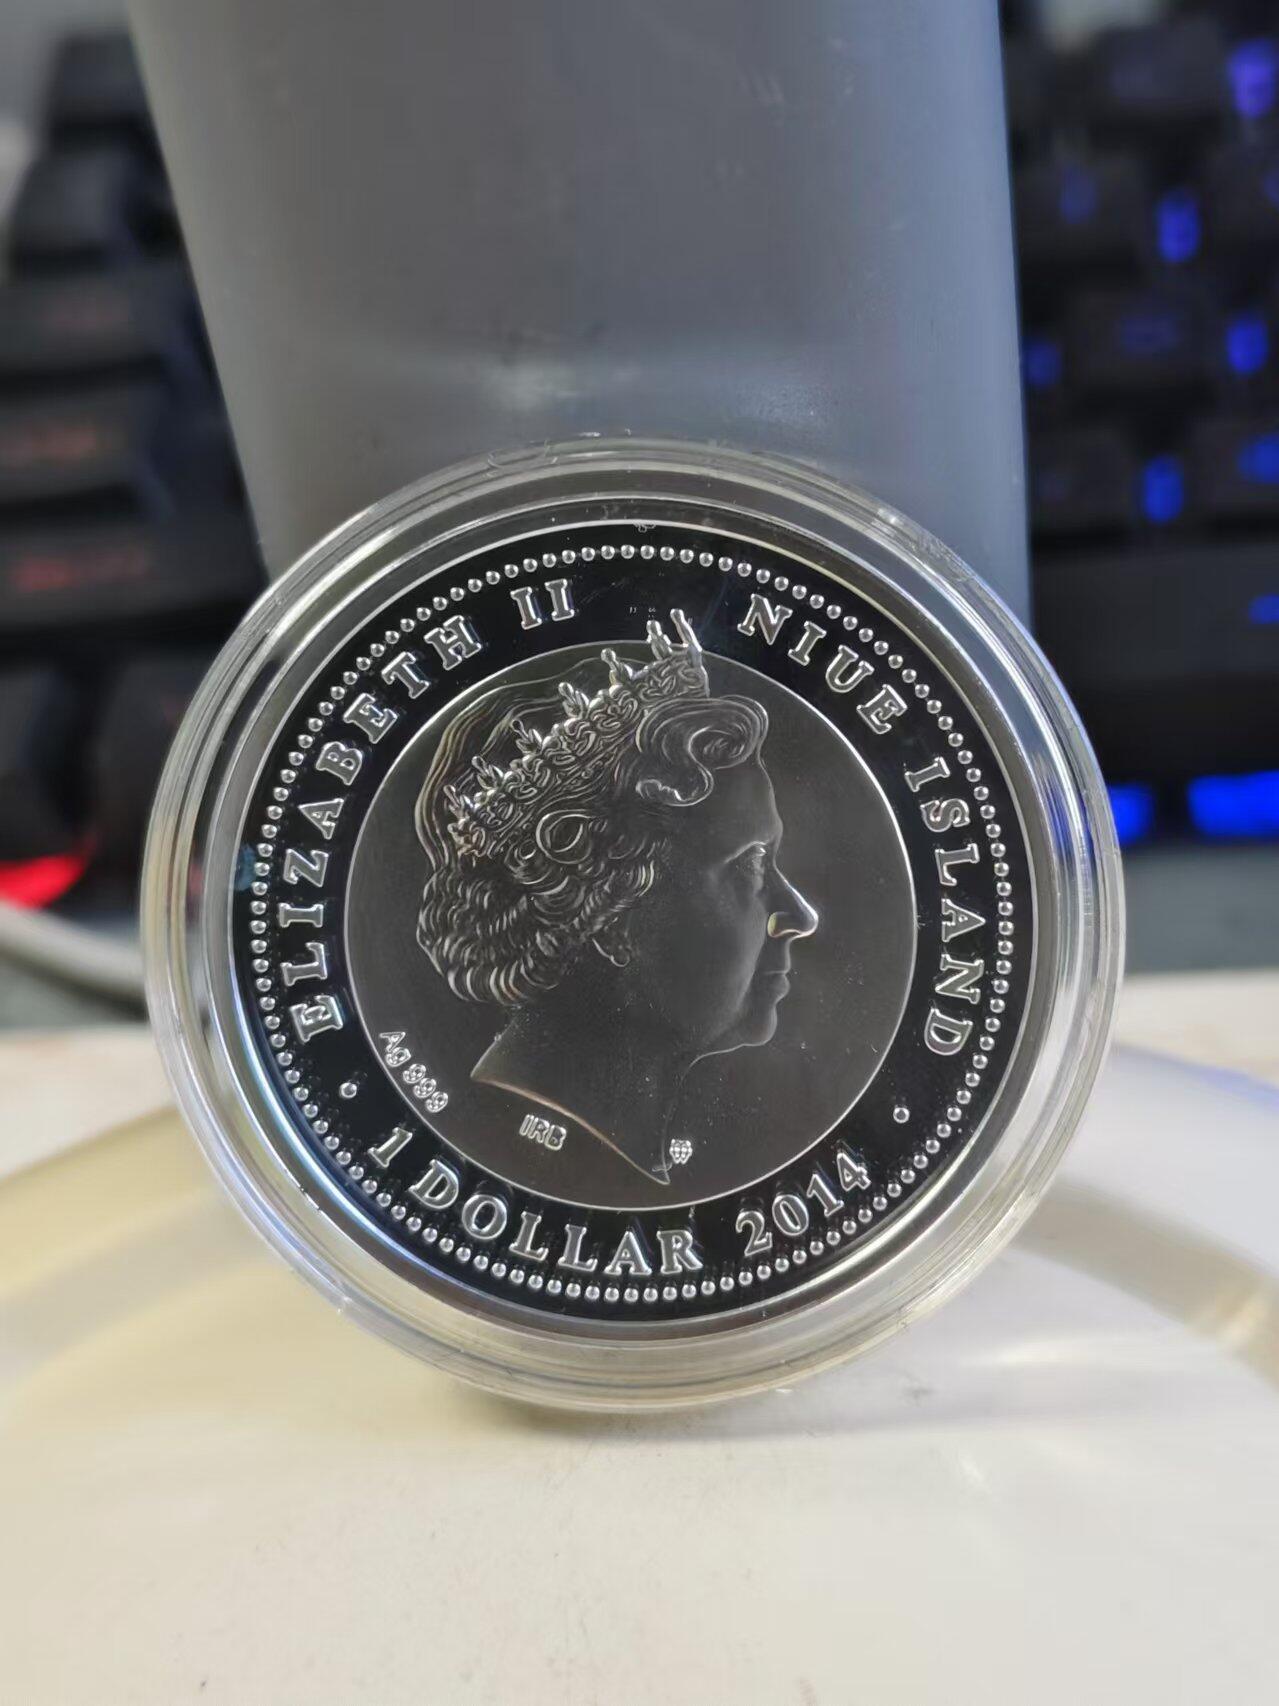 ELIZABETH II
NIUE ISLAND
Ag 999
IRB
1 DOLLAR 2014